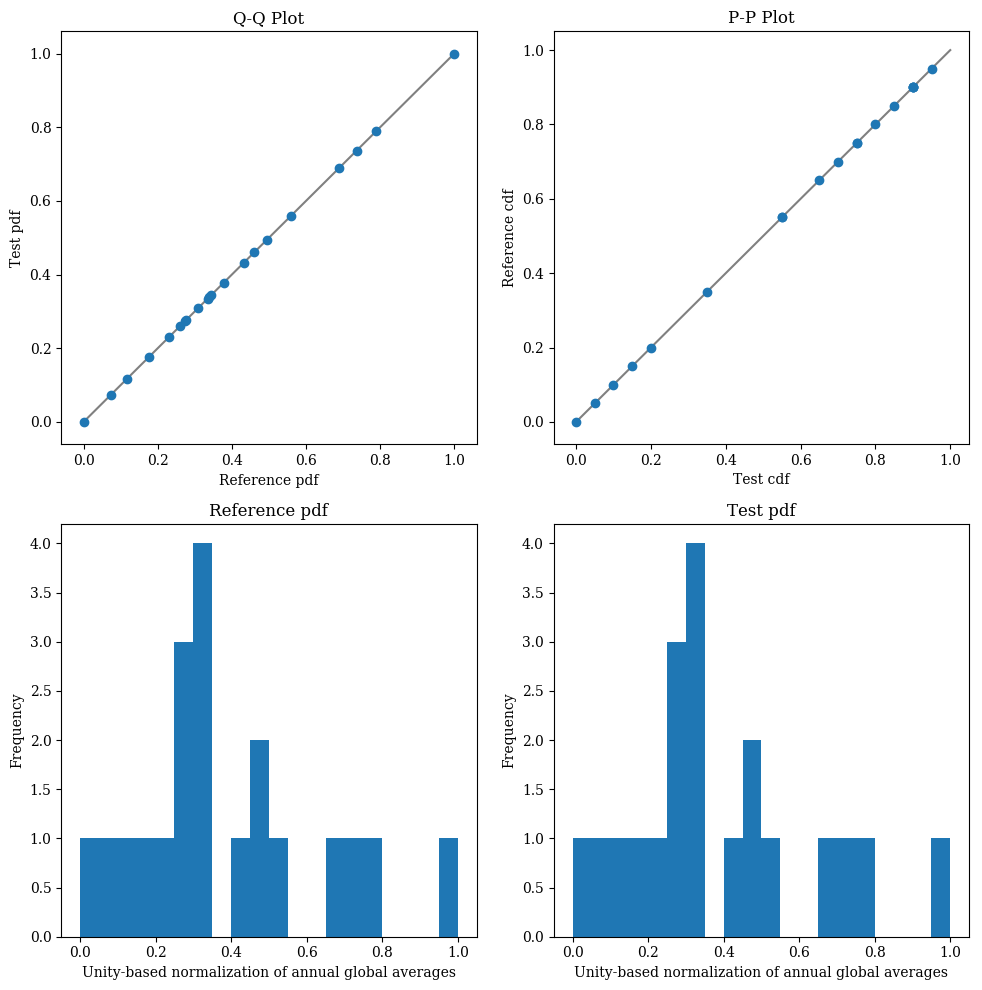 Q-Q Plot
1.0
0.8
0.6
0.4
0.2
0.0
Test pdf
0.0 0.2 0.4 0.6 0.8 1.0
Reference pdf
P-P Plot
1.0
0.8
0.6
0.4
0.2
0.0
Reference cdf
0.0 0.2 0.4 0.6 0.8 1.0
Test cdf
Reference pdf
4.0
3.5
3.0
2.5
2.0
1.5
1.0
0.5
0.0
Frequency
0.0 0.2 0.4 0.6 0.8 1.0
Unity-based normalization of annual global averages
Test pdf
4.0
3.5
3.0
2.5
2.0
1.5
1.0
0.5
0.0
Frequency
0.0 0.2 0.4 0.6 0.8 1.0
Unity-based normalization of annual global averages